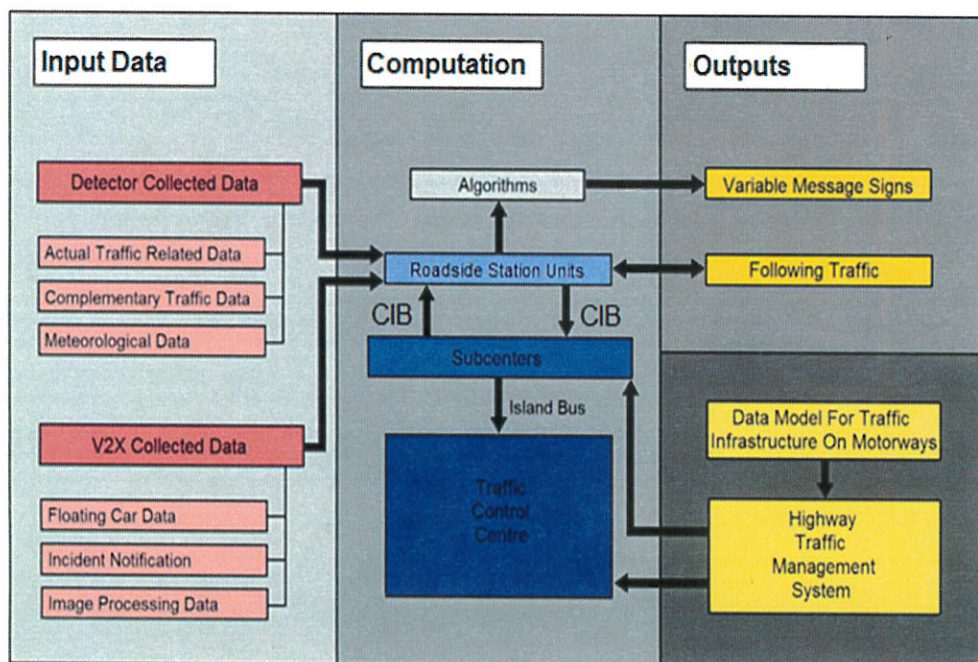 Input Data
Computation
Outputs
Detector Collected Data
Algorithms
Variable Message Signs
Actual Traffic Related Data
Roadside Station Units
Following Traffic
Complementary Traffic Data
CIB
CIB
Meteorological Data
Subcenters
Island Bus
V2X Collected Data
Data Model For Traffic
Infrastructure On Motorways
Floating Car Data
Incident Notification
Image Processing Data
Traffic
Control
Centre
Highway
Traffic
Management
System